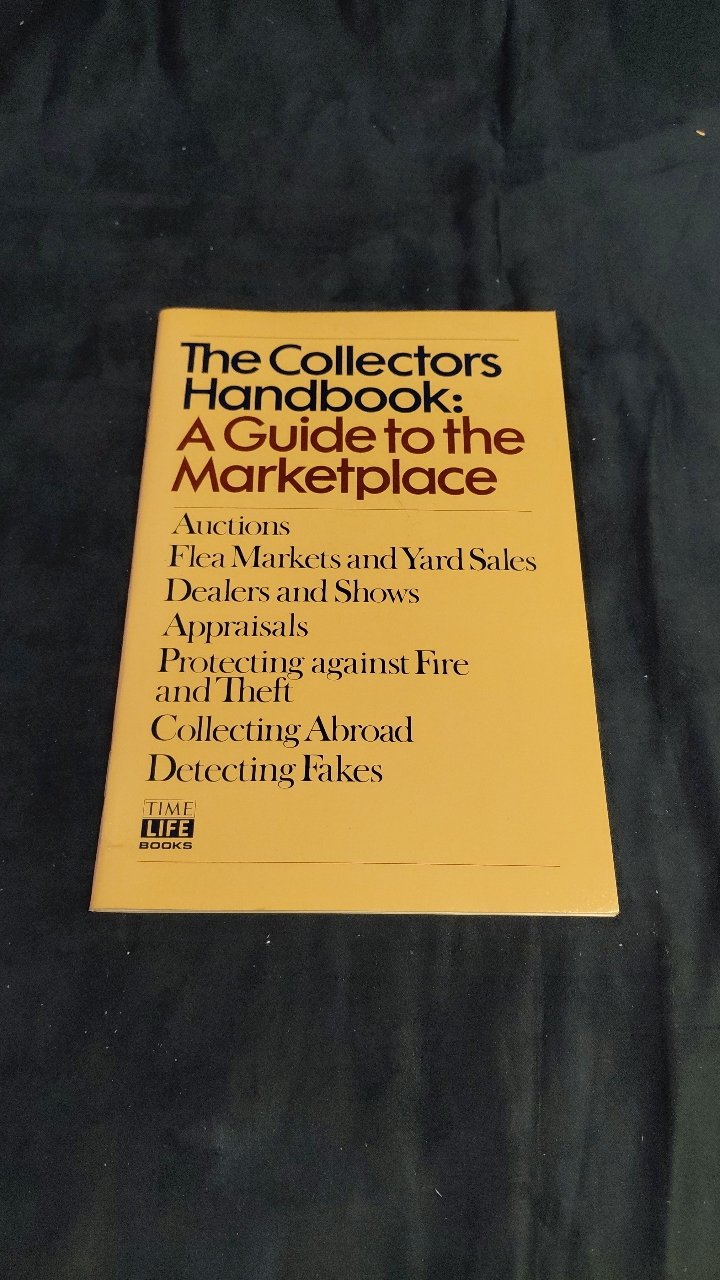 The Collectors
Handbook:
A Guide to the
Marketplace
Auctions
Flea Markets and Yard Sales
Dealers and Shows
Appraisals
Protecting against Fire
and Theft
Collecting Abroad
Detecting Fakes
TIME
LIFE
BOOKS